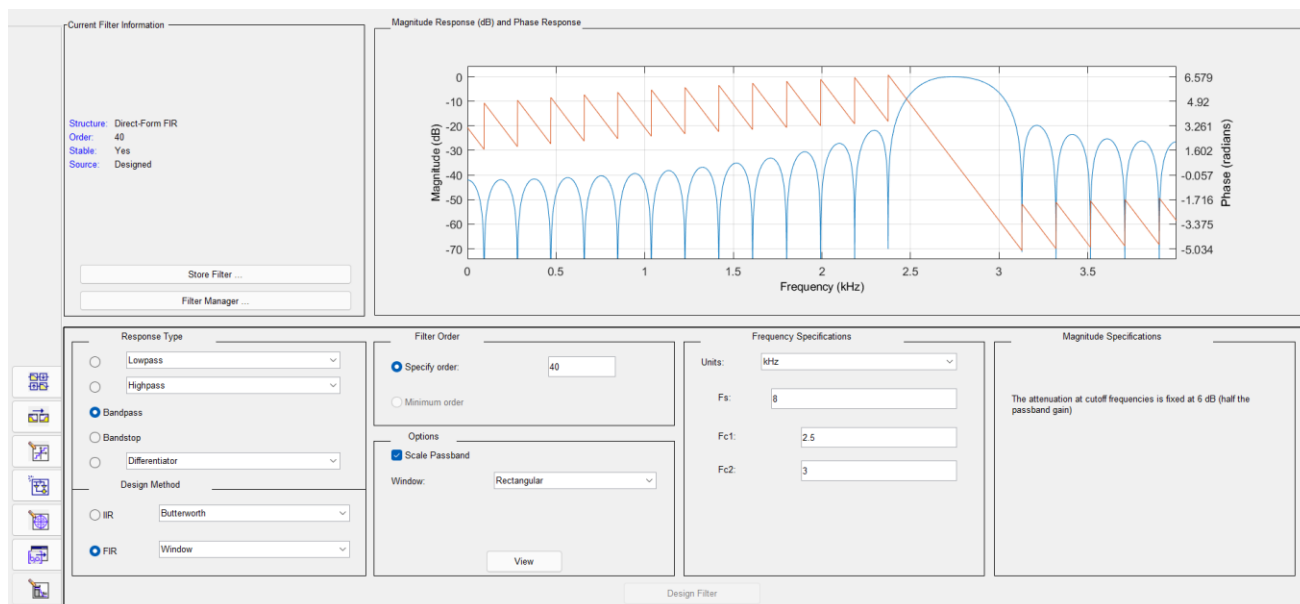 Current Filter Information
Structure: Direct-Form FIR
Order: 40
Stable: Yes
Source: Designed
Store Filter ...
Filter Manager ...
Magnitude Response (dB) and Phase Response
Magnitude (dB)
0
-10
-20
-30
-40
-50
-60
-70
0 0.5 1 1.5 2 2.5 3 3.5
Frequency (kHz)
6.579
4.92
3.261
1.602
-0.057
-1.716
-3.375
-5.034
Phase (radians)
Response Type
Lowpass
Highpass
Bandpass
Bandstop
Differentiator
Design Method
IIR Butterworth
FIR Window
Filter Order
Specify order: 40
Minimum order
Options
Scale Passband
Window: Rectangular
View
Frequency Specifications
Units: kHz
Fs: 8
Fc1: 2.5
Fc2: 3
Magnitude Specifications
The attenuation at cutoff frequencies is fixed at 6 dB (half the
passband gain)
Design Filter